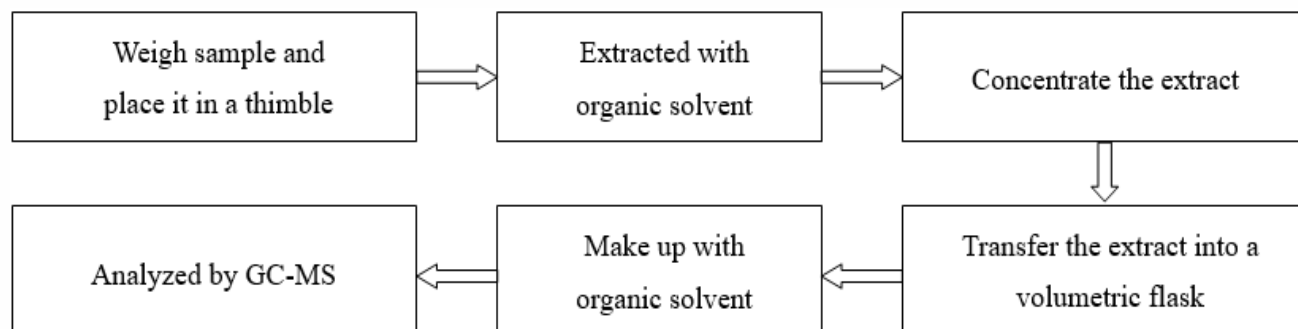 Weigh sample and
place it in a thimble
Extracted with
organic solvent
Concentrate the extract
Transfer the extract into a
volumetric flask
Make up with
organic solvent
Analyzed by GC-MS